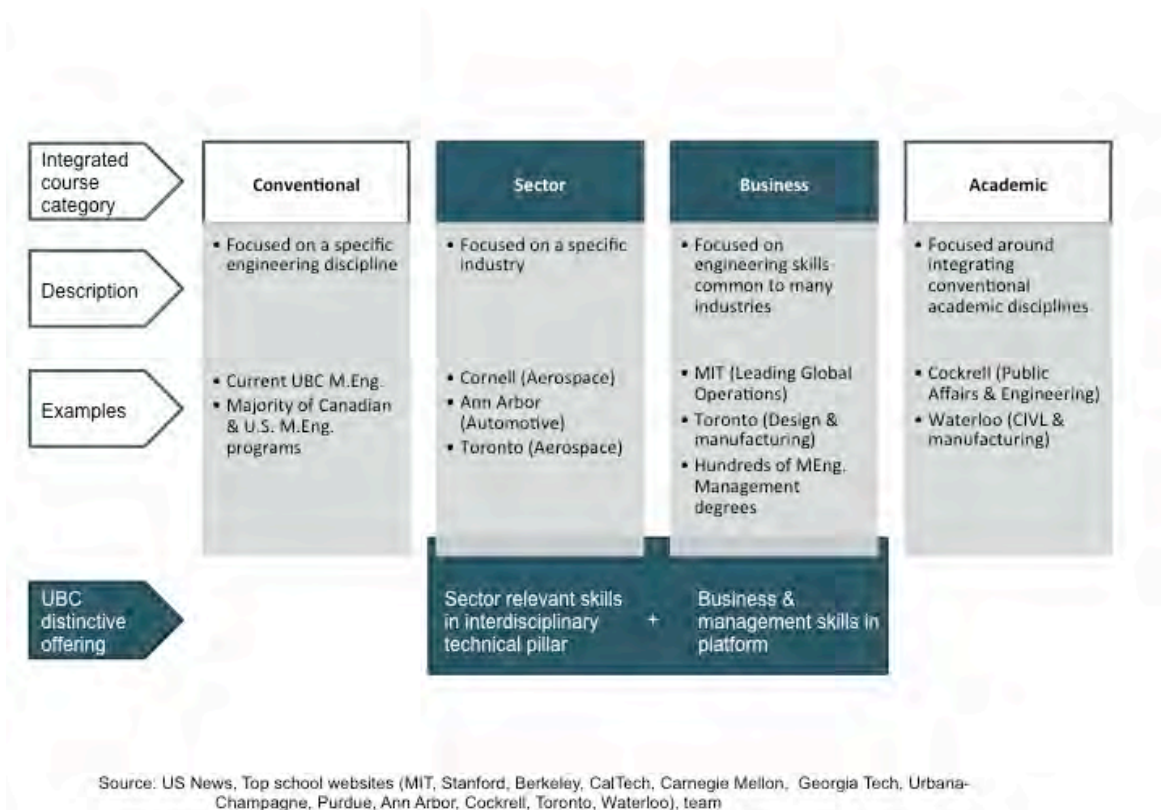 Integrated
course
category
Conventional
Sector
Business
Academic
Description
• Focused on a specific
engineering discipline
• Focused on a specific
industry
• Focused on
engineering skills
common to many
industries
• Focused around
integrating
conventional
academic disciplines
Examples
• Current UBC M.Eng.
• Majority of Canadian
& U.S. M.Eng.
programs
• Cornell (Aerospace)
• Ann Arbor
(Automotive)
• Toronto (Aerospace)
• MIT (Leading Global
Operations)
• Toronto (Design &
manufacturing)
• Hundreds of MEng.
Management
degrees
• Cockrell (Public
Affairs & Engineering)
• Waterloo (CIVL &
manufacturing)
UBC
distinctive
offering
Sector relevant skills
in interdisciplinary
technical pillar
+
Business &
management skills in
platform
Source: US News, Top school websites (MIT, Stanford, Berkeley, CalTech, Carnegie Mellon, Georgia Tech, Urbana-
Champagne, Purdue, Ann Arbor, Cockrell, Toronto, Waterloo), team